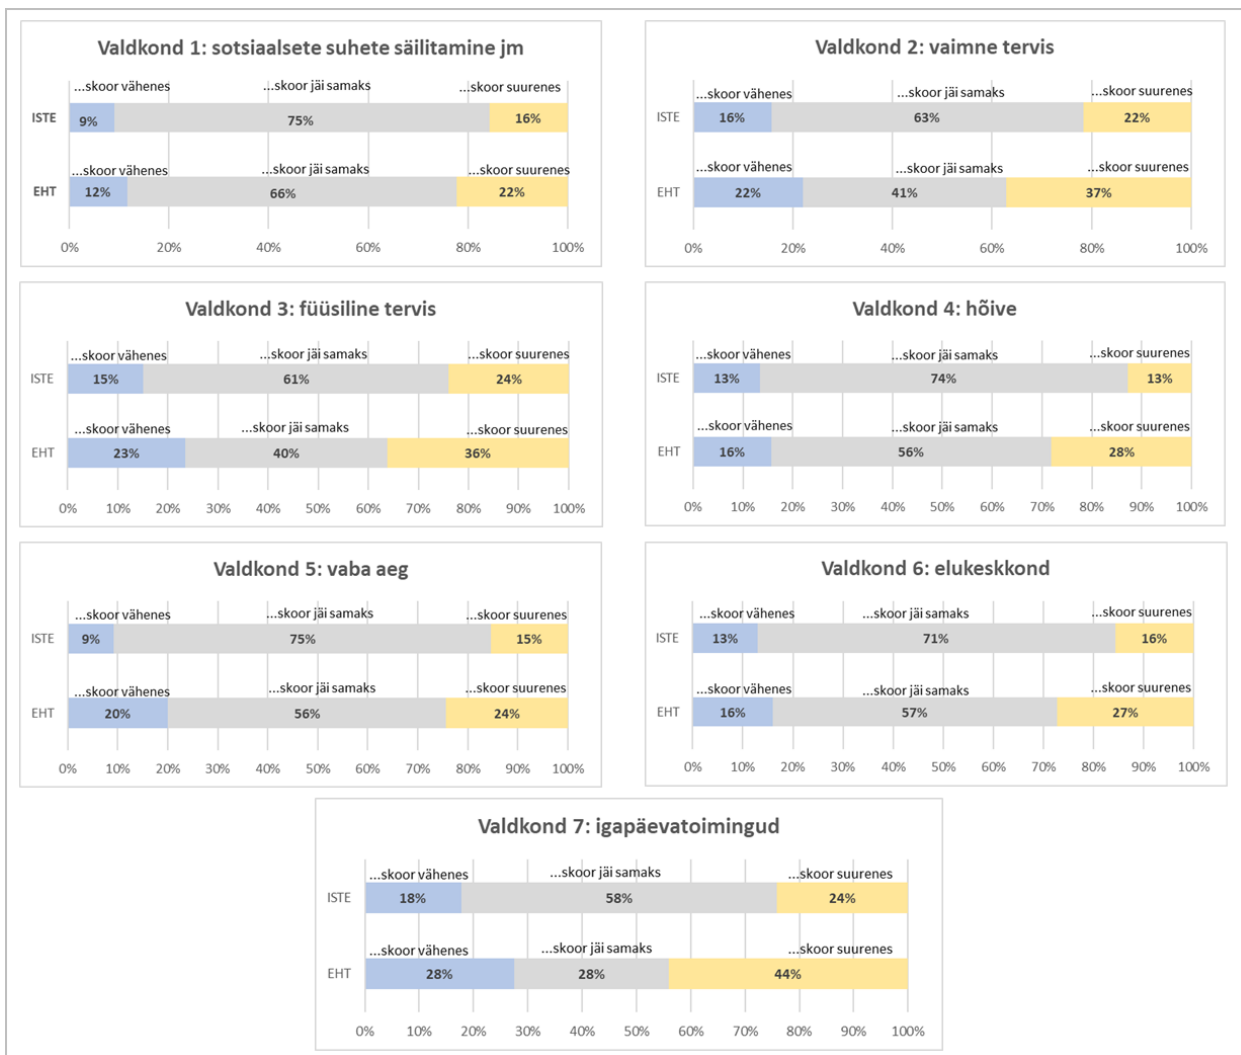 Valdkond 1: sotsiaalsete suhete säilitamine jm
...skoor vähenes ...skoor jäi samaks ...skoor suurenes
ISTE 9% 75% 16%
...skoor vähenes ...skoor jäi samaks ...skoor suurenes
EHT 12% 66% 22%
0% 20% 40% 60% 80% 100%
Valdkond 2: vaimne tervis
...skoor vähenes ...skoor jäi samaks ...skoor suurenes
ISTE 16% 63% 22%
...skoor vähenes ...skoor jäi samaks ...skoor suurenes
EHT 22% 41% 37%
0% 20% 40% 60% 80% 100%
Valdkond 3: füüsiline tervis
...skoor vähenes ...skoor jäi samaks ...skoor suurenes
ISTE 15% 61% 24%
...skoor vähenes ...skoor jäi samaks ...skoor suurenes
EHT 23% 40% 36%
0% 10% 20% 30% 40% 50% 60% 70% 80% 90% 100%
Valdkond 4: hõive
...skoor vähenes ...skoor jäi samaks ...skoor suurenes
ISTE 13% 74% 13%
...skoor vähenes ...skoor jäi samaks ...skoor suurenes
EHT 16% 56% 28%
0% 10% 20% 30% 40% 50% 60% 70% 80% 90% 100%
Valdkond 5: vaba aeg
...skoor vähenes ...skoor jäi samaks ...skoor suurenes
ISTE 9% 75% 15%
...skoor vähenes ...skoor jäi samaks ...skoor suurenes
EHT 20% 56% 24%
0% 10% 20% 30% 40% 50% 60% 70% 80% 90% 100%
Valdkond 6: elukeskkond
...skoor vähenes ...skoor jäi samaks ...skoor suurenes
ISTE 13% 71% 16%
...skoor vähenes ...skoor jäi samaks ...skoor suurenes
EHT 16% 57% 27%
0% 10% 20% 30% 40% 50% 60% 70% 80% 90% 100%
Valdkond 7: igapäevatoimingud
...skoor vähenes ...skoor jäi samaks ...skoor suurenes
ISTE 18% 58% 24%
...skoor vähenes ...skoor jäi samaks ...skoor suurenes
EHT 28% 28% 44%
0% 10% 20% 30% 40% 50% 60% 70% 80% 90% 100%